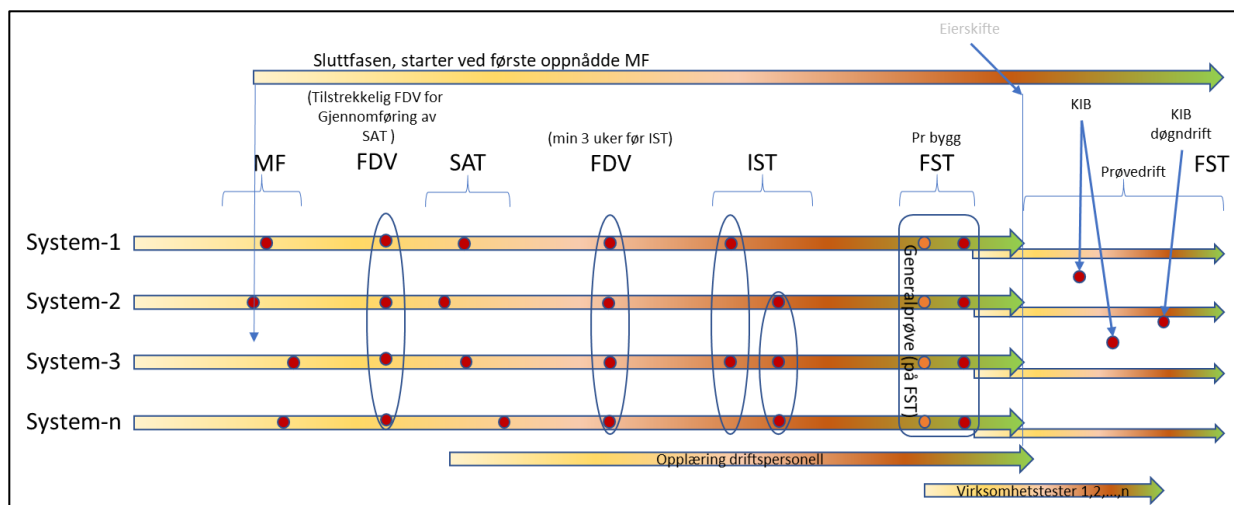 Eierskifte
Sluttfasen, starter ved første oppnådde MF
(Tilstrekkelig FDV for
Gjennomføring av
SAT )
(min 3 uker før IST)
Pr bygg
KIB
KIB
døgndrift
MF
FDV
SAT
FDV
IST
FST
Prøvedrift
FST
System-1
System-2
System-3
System-n
Generalprøve (på FST)
Opplæring driftspersonell
Virksomhetstester 1,2,...,n